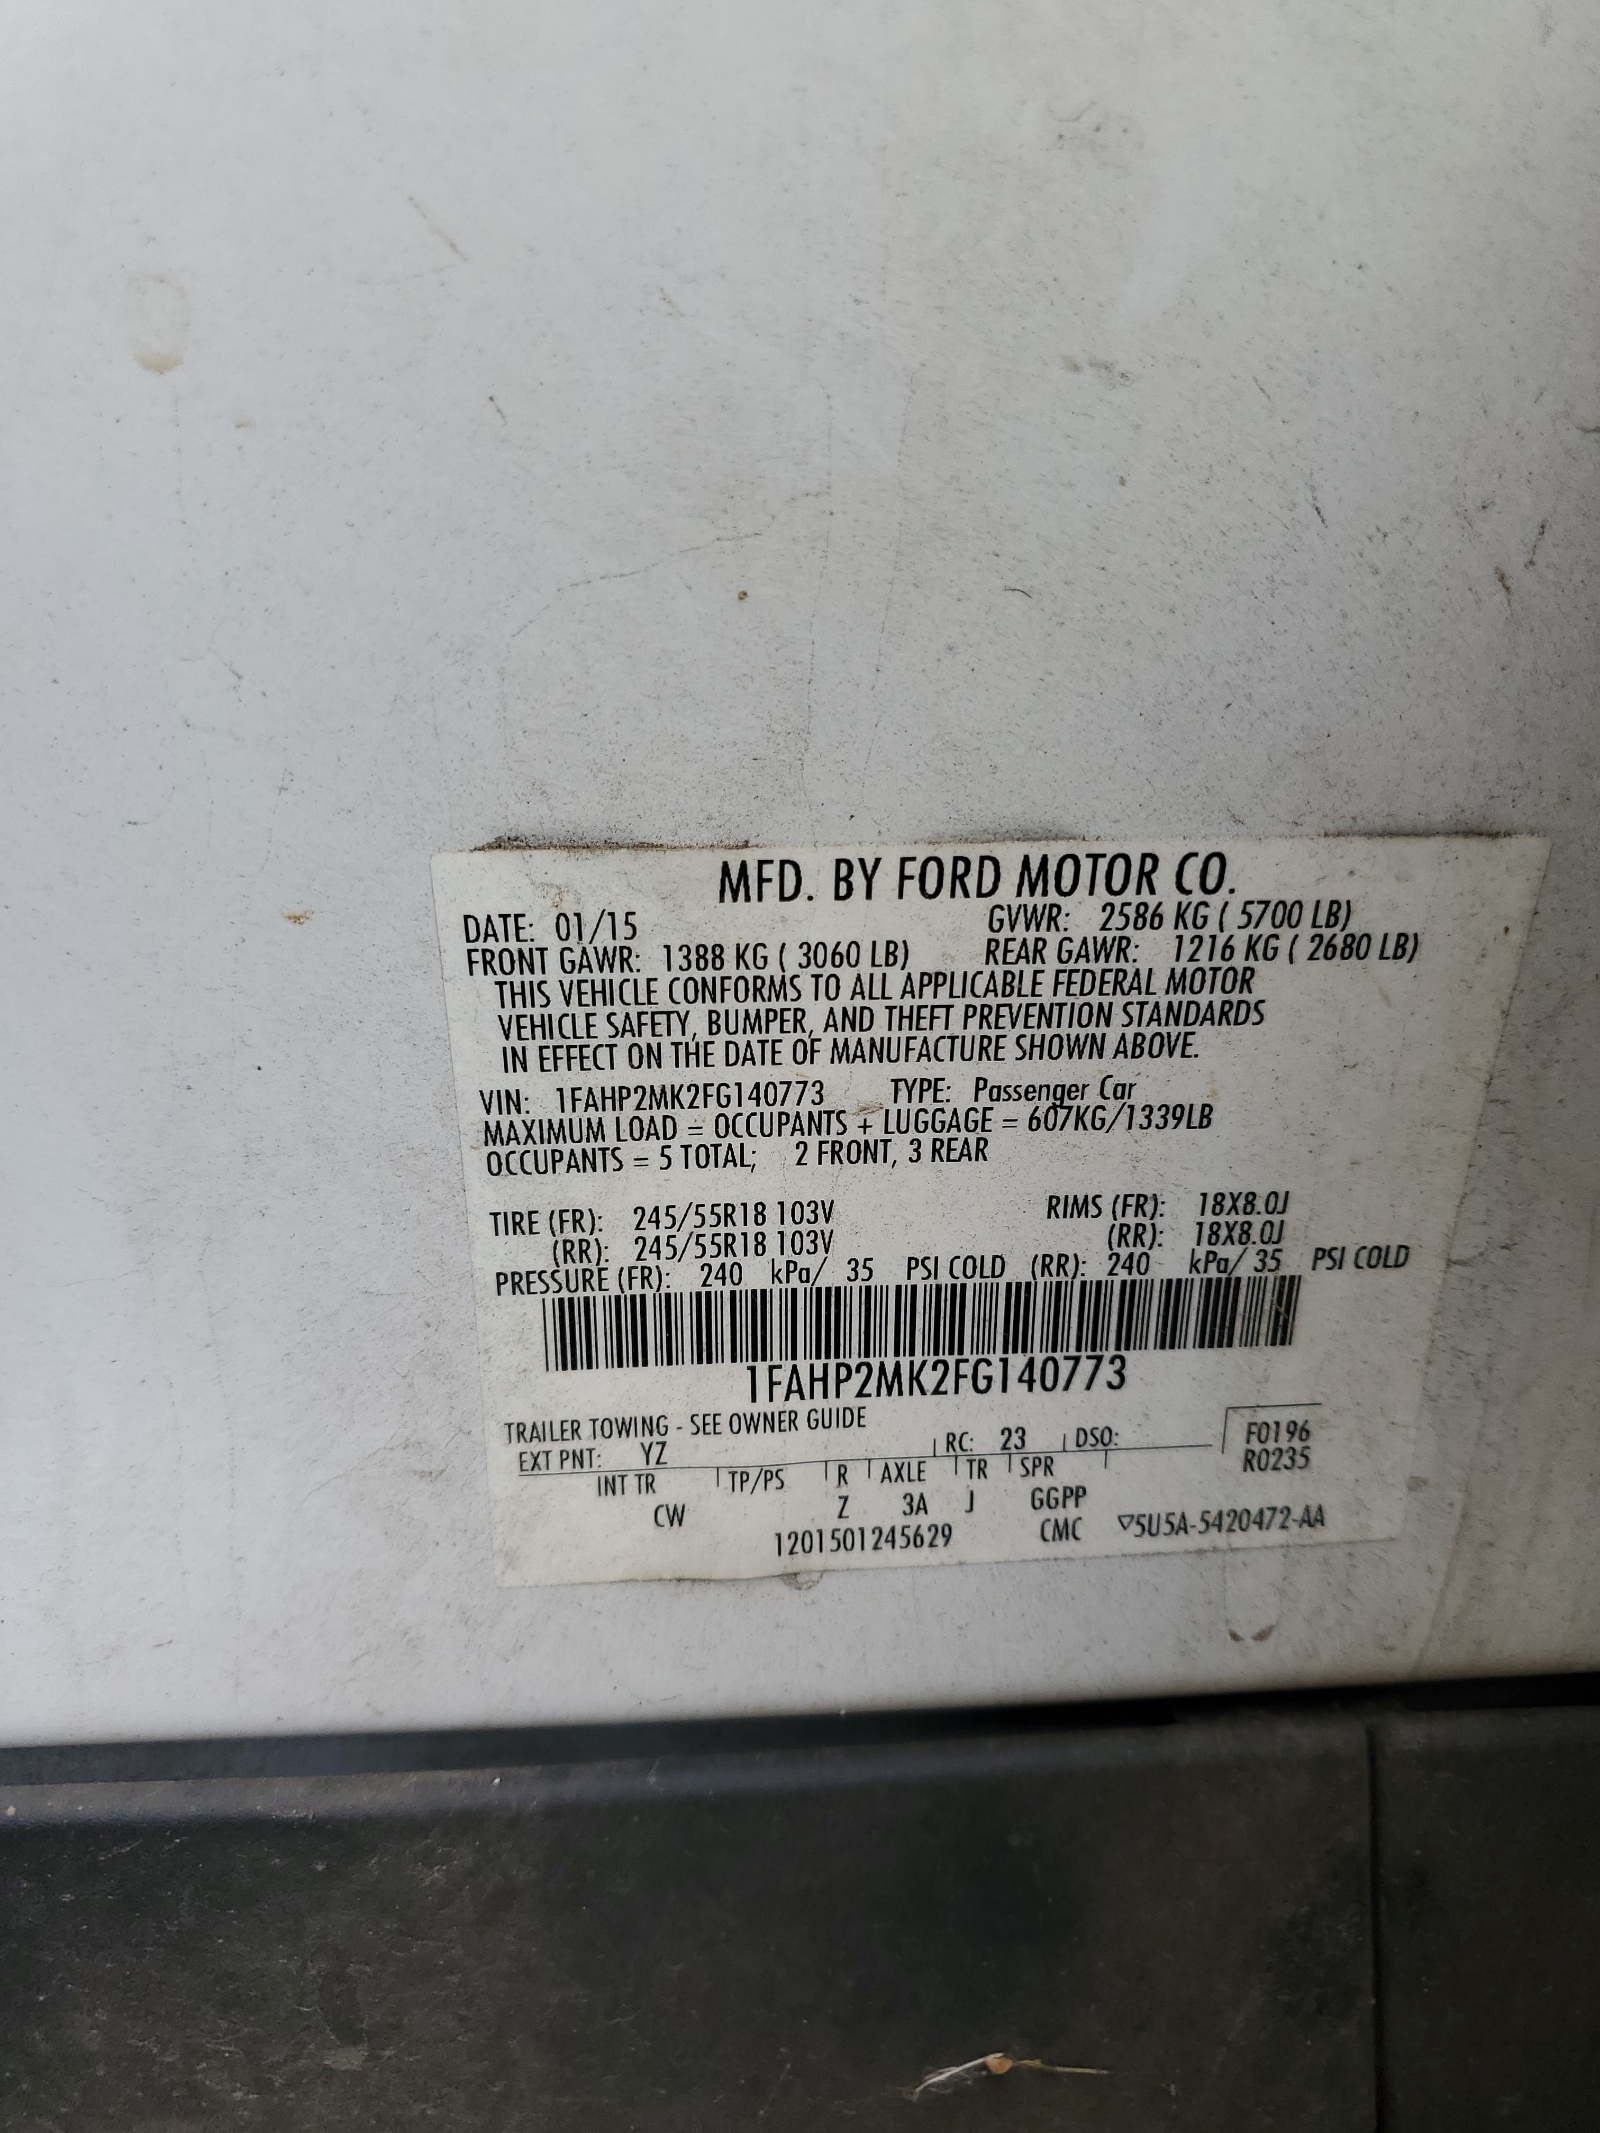 MFD. BY FORD MOTOR CO.
DATE: 01/15 GVWR: 2586 KG ( 5700 LB)
FRONT GAWR: 1388 KG ( 3060 LB) REAR GAWR: 1216 KG ( 2680 LB)
THIS VEHICLE CONFORMS TO ALL APPLICABLE FEDERAL MOTOR
VEHICLE SAFETY, BUMPER, AND THEFT PREVENTION STANDARDS
IN EFFECT ON THE DATE OF MANUFACTURE SHOWN ABOVE.
VIN: 1FAHP2MK2FG140773 TYPE: Passenger Car
MAXIMUM LOAD = OCCUPANTS + LUGGAGE = 607KG/1339LB
OCCUPANTS = 5 TOTAL; 2 FRONT, 3 REAR
TIRE (FR): 245/55R18 103V RIMS (FR): 18X8.0J
(RR): 245/55R18 103V (RR): 18X8.0J
PRESSURE (FR): 240 kPa/ 35 PSI COLD (RR): 240 kPa/ 35 PSI COLD
1FAHP2MK2FG140773
TRAILER TOWING - SEE OWNER GUIDE
EXT PNT: YZ RC: 23 DSO: F0196
INT TR TP/PS R AXLE TR SPR R0235
CW Z 3A J GGPP
1201501245629 CMC ▽5U5A-5420472-AA